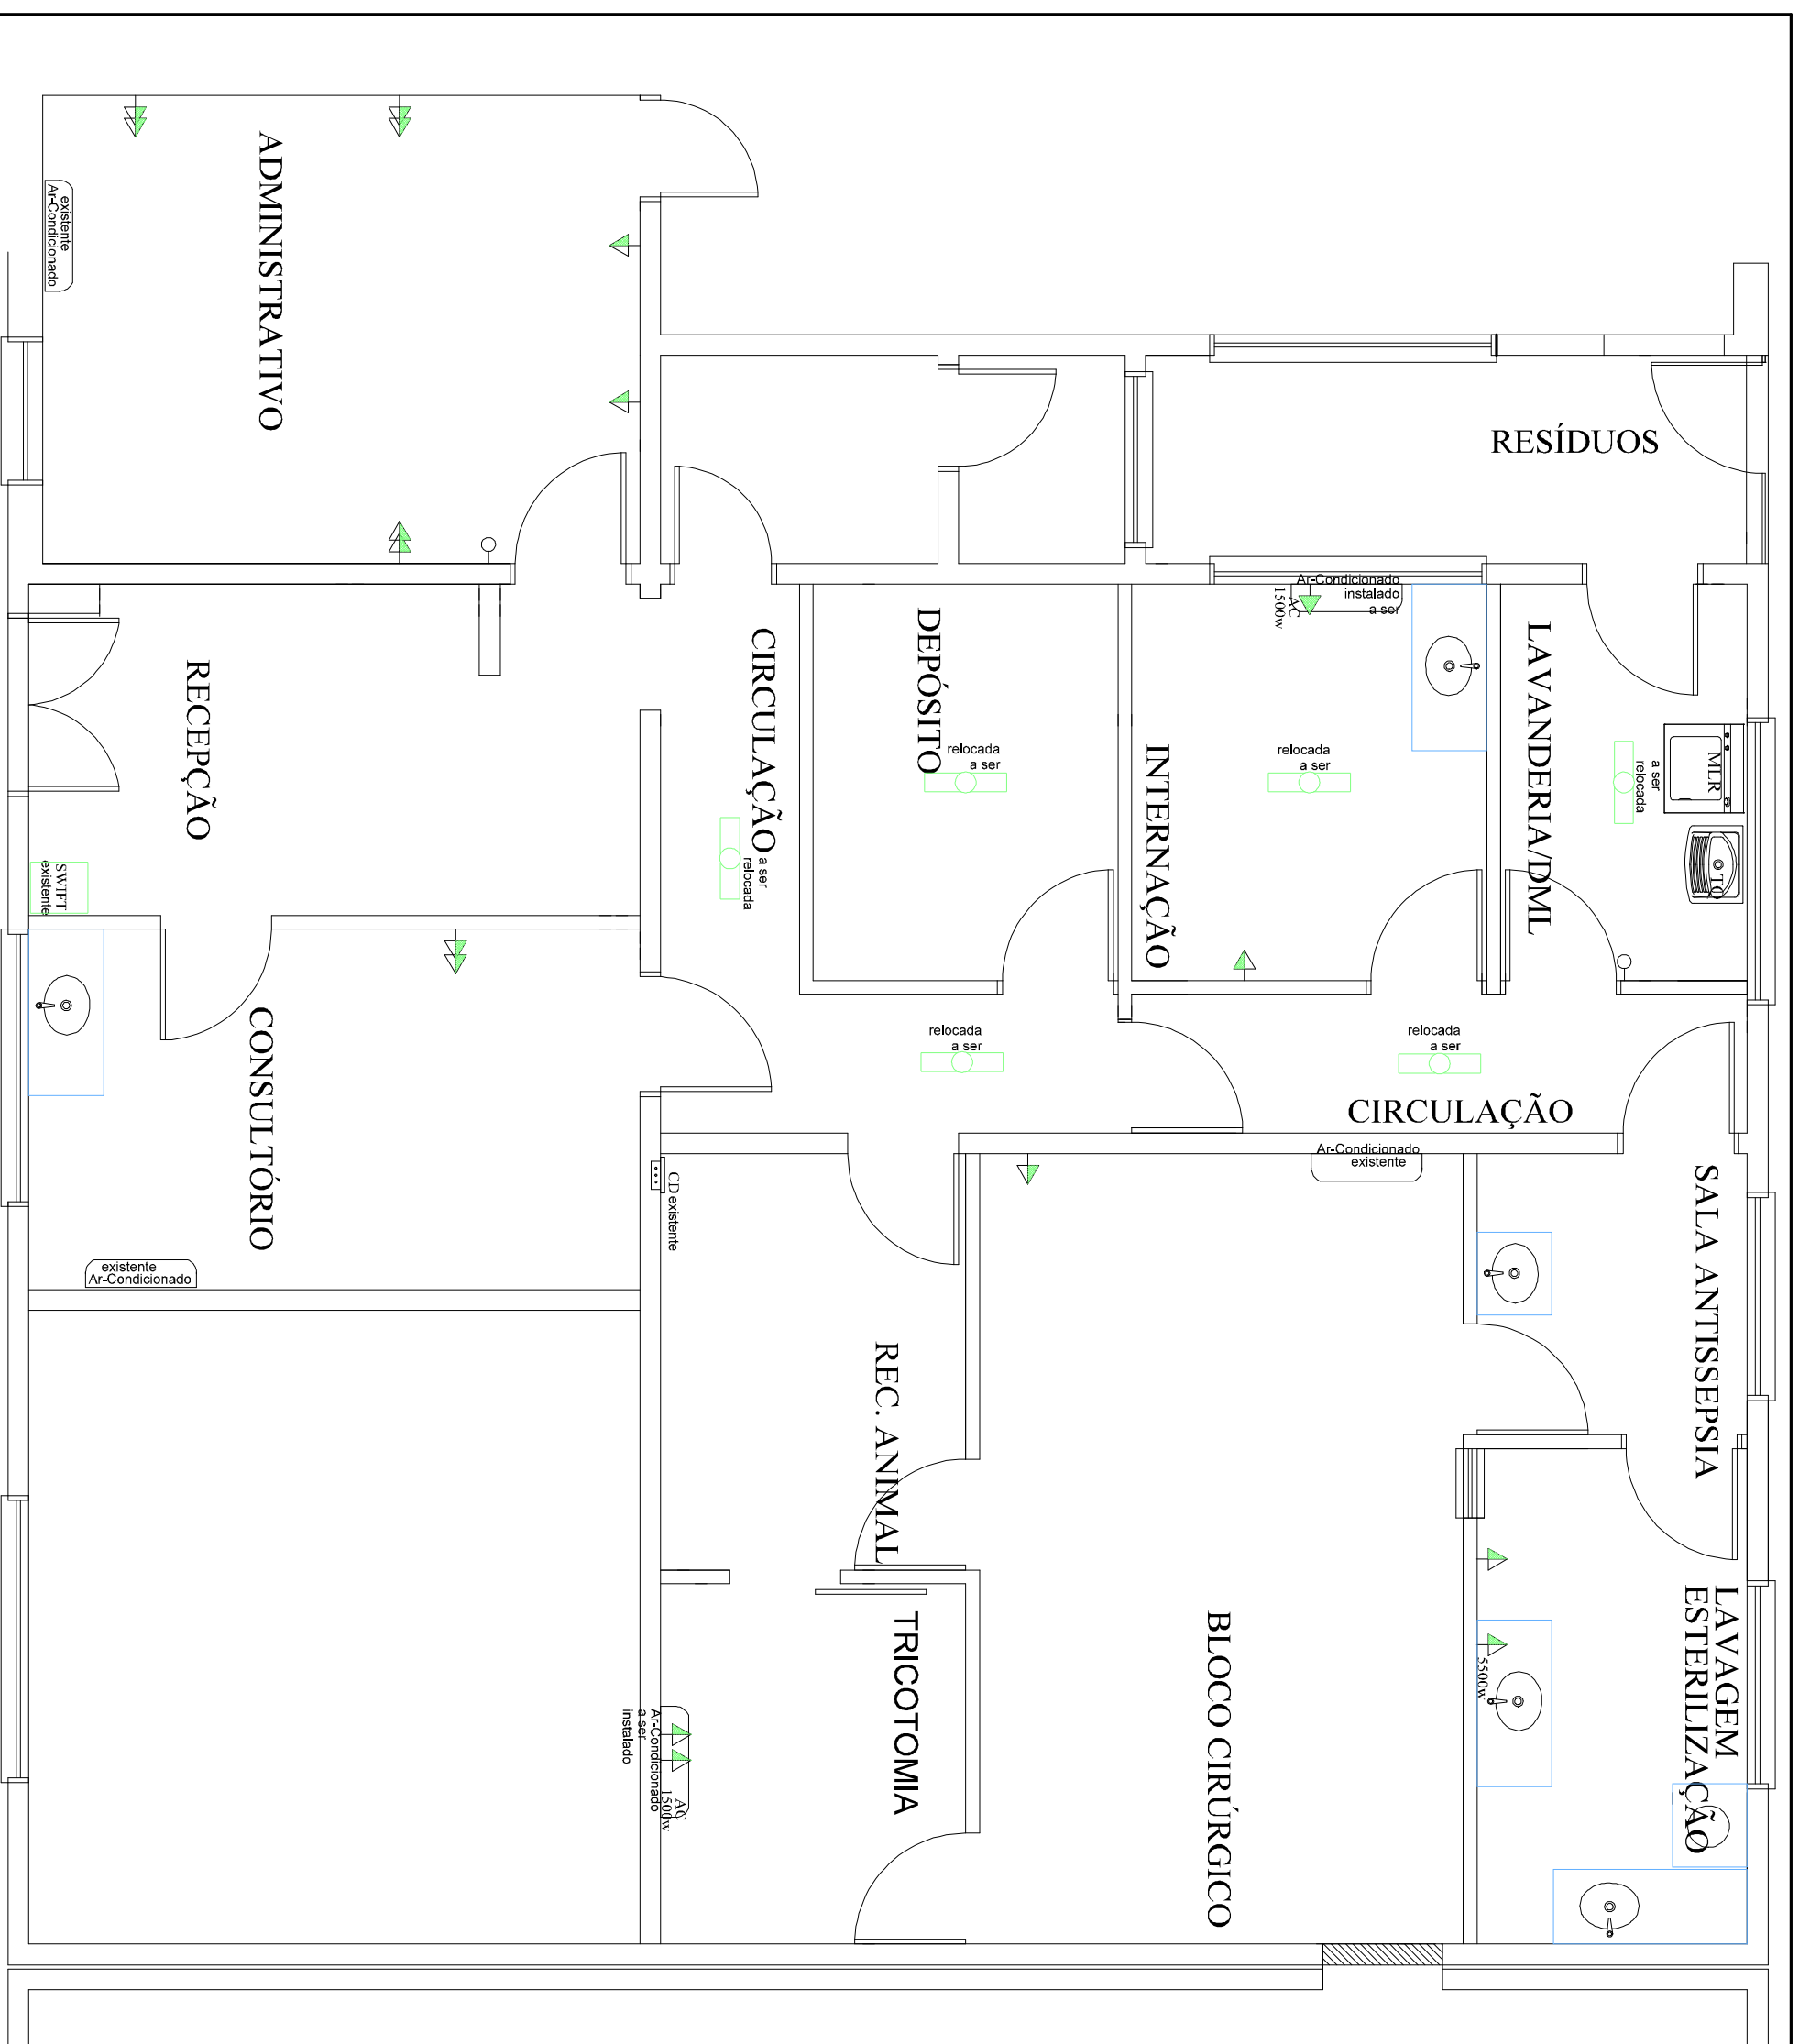 ADMINISTRATIVO
existente
Ar-Condicionado
RESÍDUOS
Ar-Condicionado
instalado
a ser
AC
1500w
RECEPÇÃO
CIRCULAÇÃO
DEPÓSITO
INTERNAÇÃO
LAVANDERIA/DML
relocada
a ser
relocada
a ser
a ser
relocada
MLR
TQ
a ser
relocada
SWIFT
existente
CONSULTÓRIO
relocada
a ser
relocada
a ser
CIRCULAÇÃO
Ar-Condicionado
existente
CD existente
existente
Ar-Condicionado
SALA ANTISSEPSIA
REC. ANIMAL
TRICOTOMIA
BLOCO CIRÚRGICO
LAVAGEM
ESTERILIZAÇÃO
5500w
AC
1500w
Ar-Condicionado
a ser
instalado